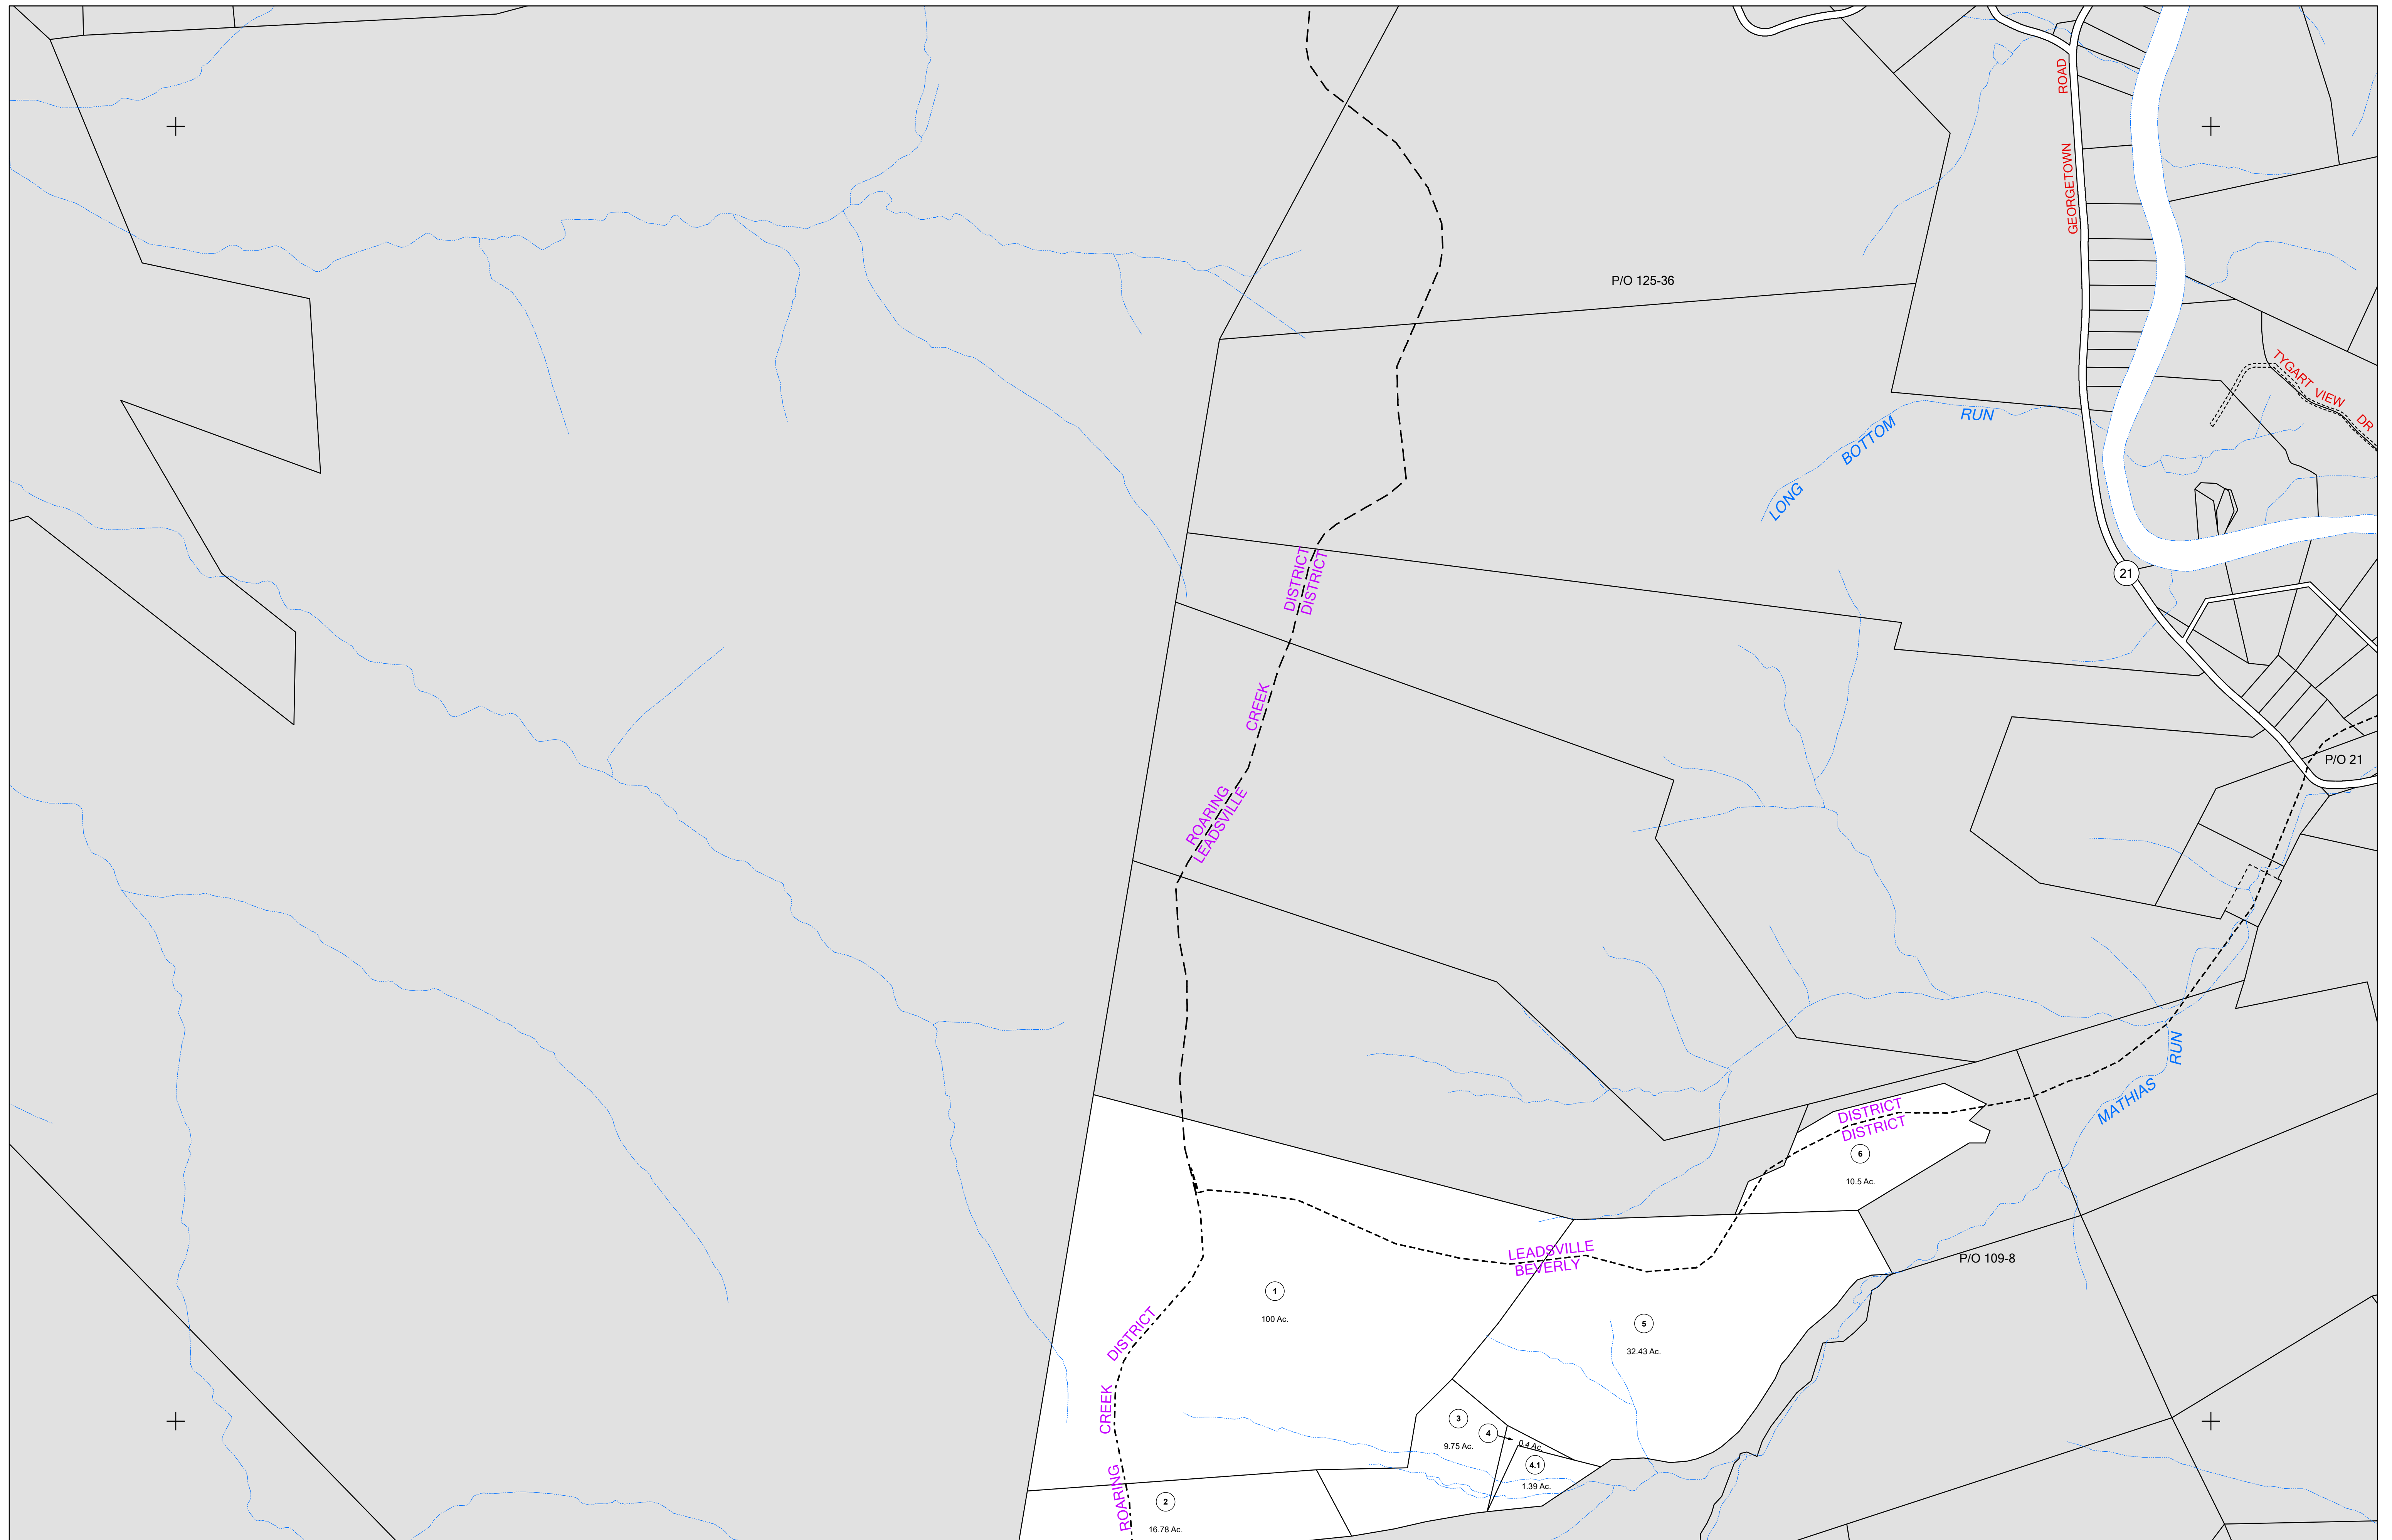 ROAD
GEORGETOWN
P/O 125-36
TYGART VIEW DR
LONG BOTTOM RUN
21
DISTRICT
DISTRICT
CREEK
ROARING
LEADSVILLE
P/O 21
RUN
MATHIAS
DISTRICT
DISTRICT
6
10.5 Ac.
LEADSVILLE
BEVERLY
P/O 109-8
1
100 Ac.
5
32.43 Ac.
DISTRICT
CREEK
ROARING
3
9.75 Ac.
4
0.4 Ac.
4.1
1.39 Ac.
2
16.78 Ac.